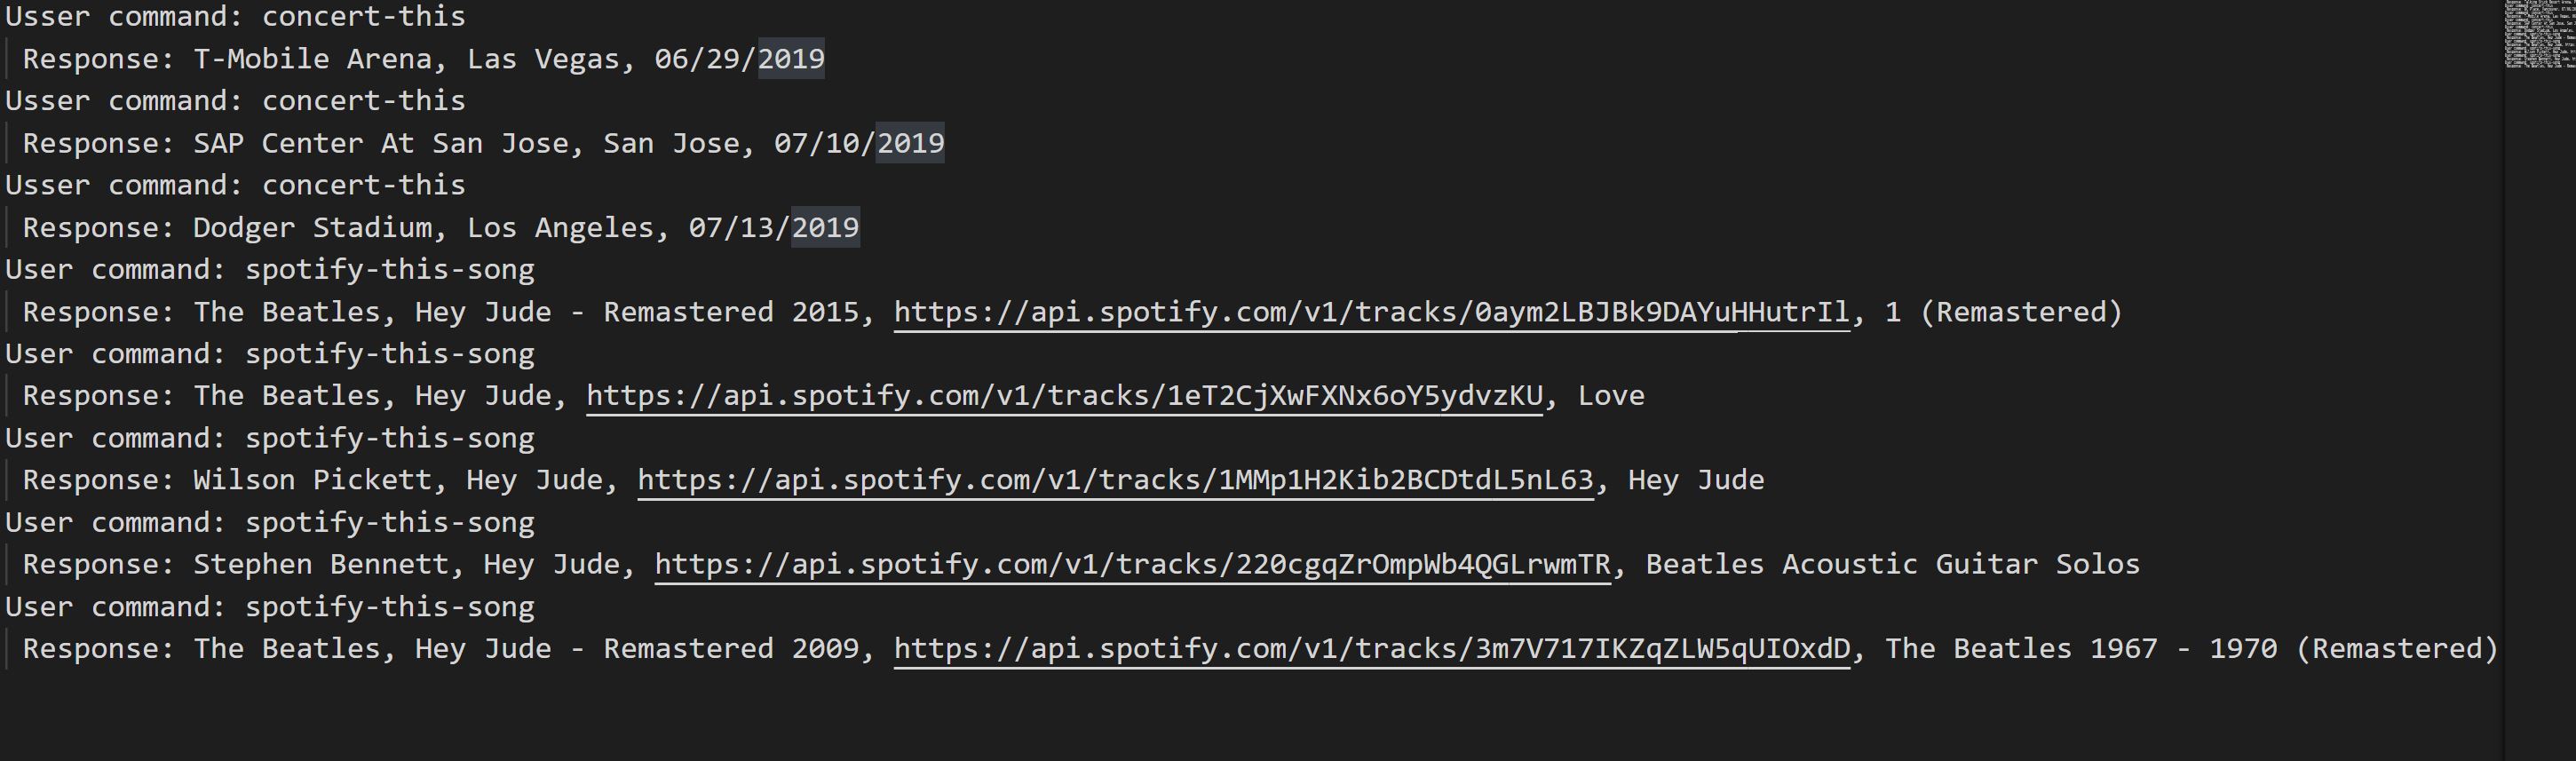 Usser command: concert-this
Response: T-Mobile Arena, Las Vegas, 06/29/2019
Usser command: concert-this
Response: SAP Center At San Jose, San Jose, 07/10/2019
Usser command: concert-this
Response: Dodger Stadium, Los Angeles, 07/13/2019
User command: spotify-this-song
Response: The Beatles, Hey Jude - Remastered 2015, https://api.spotify.com/v1/tracks/0aym2LBJBk9DAYuHHutrIl, 1 (Remastered)
User command: spotify-this-song
Response: The Beatles, Hey Jude, https://api.spotify.com/v1/tracks/1eT2CjXwFXNx6oY5ydvzKU, Love
User command: spotify-this-song
Response: Wilson Pickett, Hey Jude, https://api.spotify.com/v1/tracks/1MMp1H2Kib2BCDtdL5nL63, Hey Jude
User command: spotify-this-song
Response: Stephen Bennett, Hey Jude, https://api.spotify.com/v1/tracks/220cgqZrOmpWb4QGLrwmTR, Beatles Acoustic Guitar Solos
User command: spotify-this-song
Response: The Beatles, Hey Jude - Remastered 2009, https://api.spotify.com/v1/tracks/3m7V717IKZqZLW5qUIOxdD, The Beatles 1967 - 1970 (Remastered)